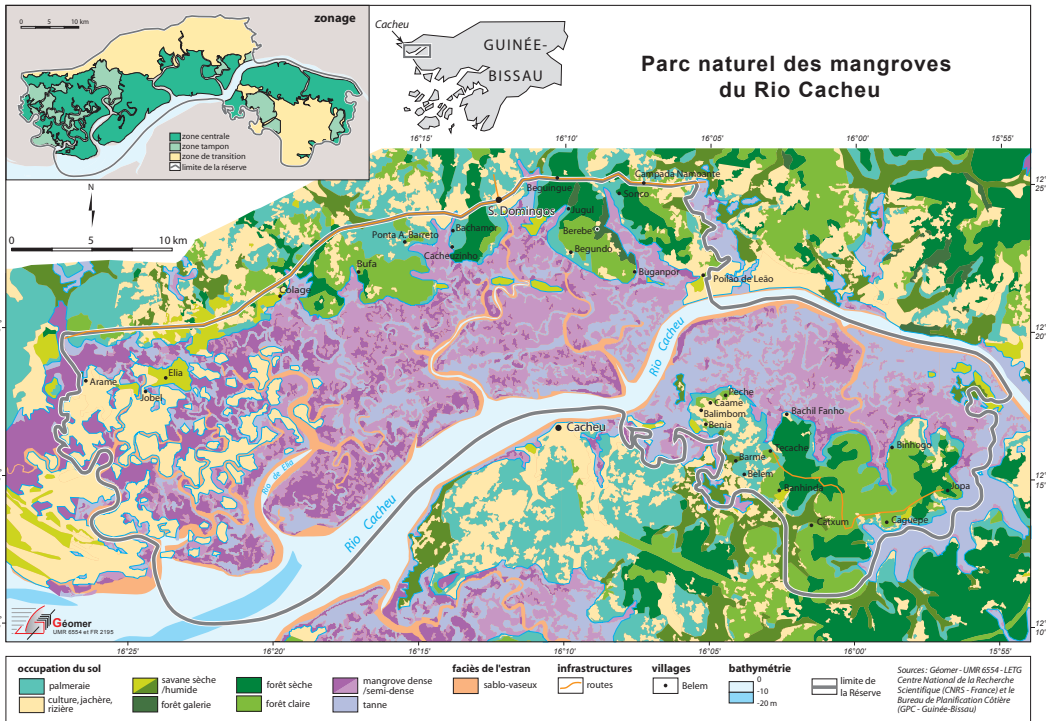 0 5 10 km
zonage
zone centrale
zone tampon
zone de transition
limite de la réserve
Cacheu
GUINÉE-
BISSAU
Parc naturel des mangroves
du Rio Cacheu
N
0 5 10 km
16°15' 16°10' 16°05' 16°00' 15°55'
12°
25'
20'
15'
12°
10'
Campada Namoante
Beguingue
Sonco
S. Domingos
Jugul
Bachamor
Ponta A. Barreto
Berebe
Cacheuzinho
Begundo
Bufa
Buganpor
Poilão de Leão
Colage
Rio Cacheu
Elia
Arame
Jobel
Peche
Caame
Balimbom
Bachil Fanho
Benia
Cacheu
Tecache
Binhogo
Barme
Belem
Rio de Elia
Banhinda
Jopa
Rio Cacheu
Catxum
Caguepe
Géomer
UMR 6554 et FR 2195
16°25' 16°20' 16°15' 16°10' 16°05' 16°00' 15°55'
occupation du sol
palmeraie
culture, jachère,
rizière
savane sèche
/humide
forêt galerie
forêt sèche
forêt claire
mangrove dense
/semi-dense
tanne
faciès de l'estran
sablo-vaseux
infrastructures
routes
villages
Belem
bathymétrie
0
-10
-20 m
limite de
la Réserve
Sources : Géomer - UMR 6554 - LETG
Centre National de la Recherche
Scientifique (CNRS - France) et le
Bureau de Planification Côtière
(GPC - Guinée-Bissau)